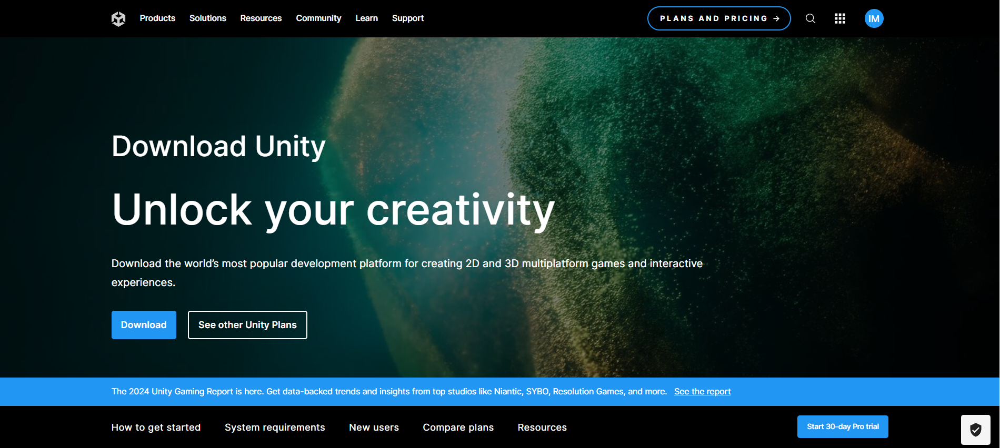 Products Solutions Resources Community Learn Support
PLANS AND PRICING →
IM
Download Unity
Unlock your creativity
Download the world’s most popular development platform for creating 2D and 3D multiplatform games and interactive
experiences.
Download
See other Unity Plans
The 2024 Unity Gaming Report is here. Get data-backed trends and insights from top studios like Niantic, SYBO, Resolution Games, and more. See the report
How to get started System requirements New users Compare plans Resources
Start 30-day Pro trial